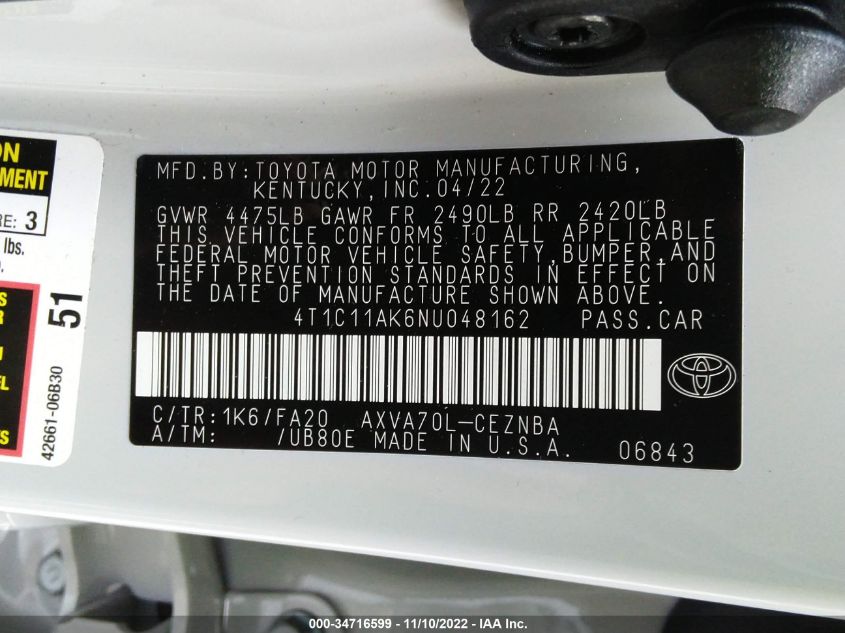 ON
MENT
RE: 3
lbs.
51
42661-06B30
MFD.BY:TOYOTA MOTOR MANUFACTURING,
KENTUCKY,INC.04/22
GVWR 4475LB GAWR FR 2490LB RR 2420LB
THIS VEHICLE CONFORMS TO ALL APPLICABLE
FEDERAL MOTOR VEHICLE SAFETY,BUMPER,AND
THEFT PREVENTION STANDARDS IN EFFECT ON
THE DATE OF MANUFACTURE SHOWN ABOVE.
4T1C11AK6NU048162 PASS.CAR
C/TR:1K6/FA20 AXVA70L-CEZNBA
A/TM: /UB80E MADE IN U.S.A. 06843
000-34716599 - 11/10/2022 - IAA Inc.